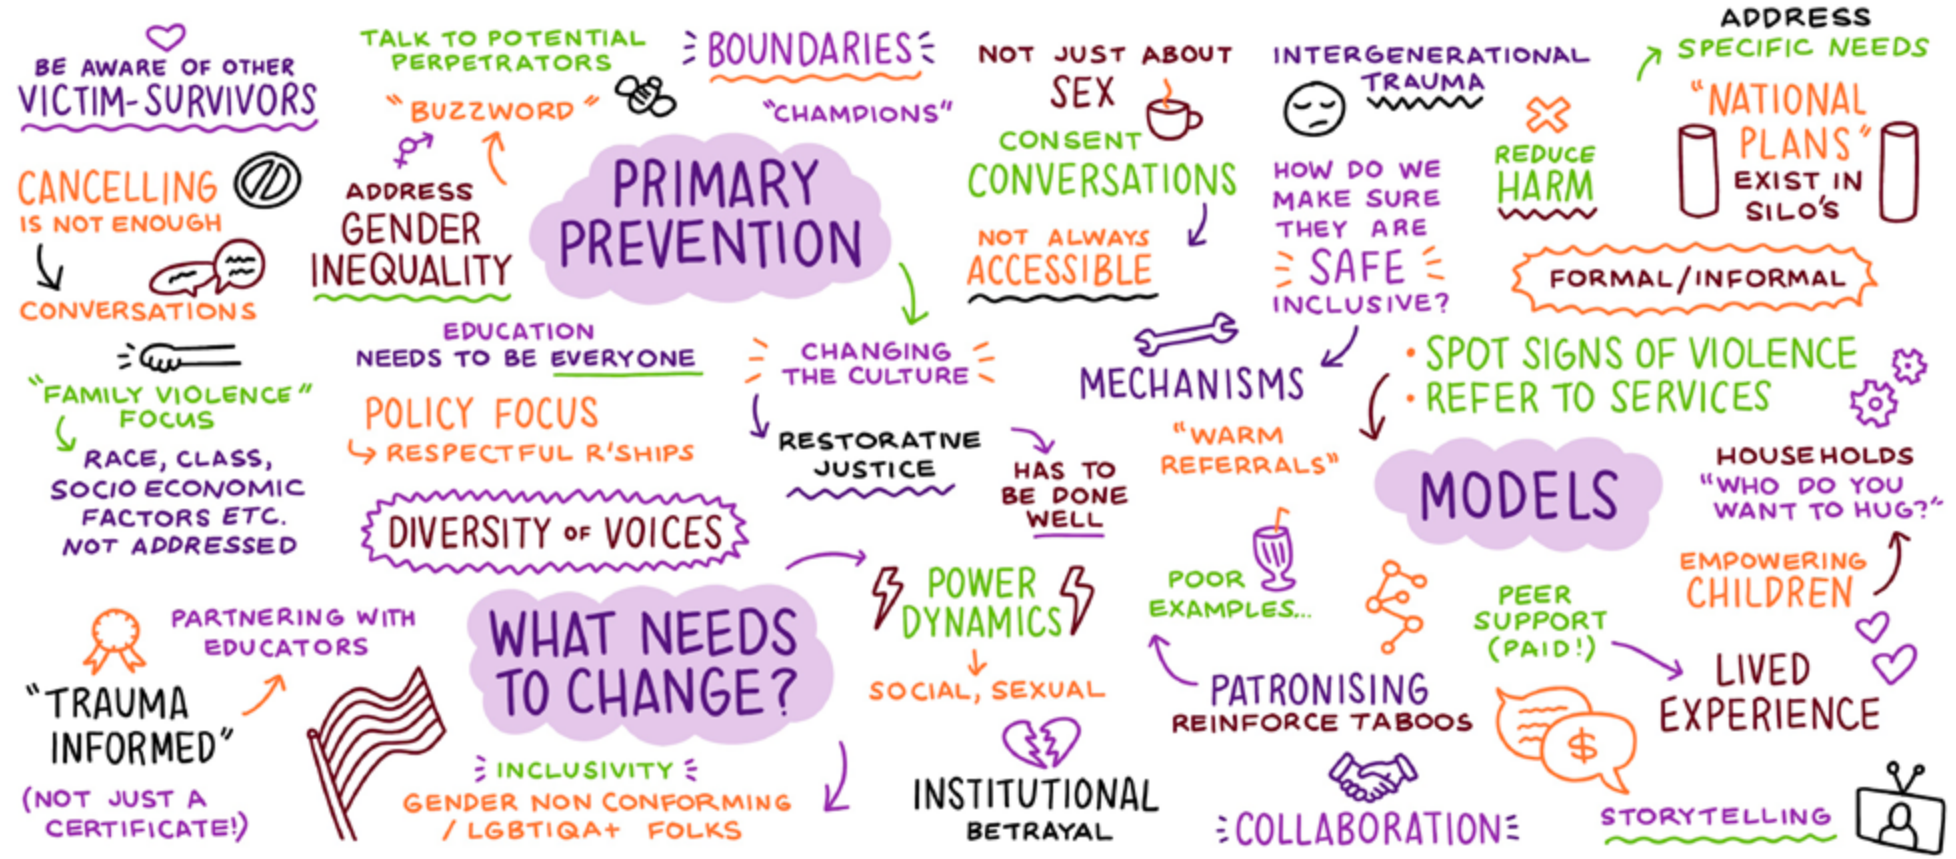 BE AWARE OF OTHER
VICTIM-SURVIVORS
CANCELLING
IS NOT ENOUGH
CONVERSATIONS
"FAMILY VIOLENCE"
FOCUS
RACE, CLASS,
SOCIO ECONOMIC
FACTORS ETC.
NOT ADDRESSED
TALK TO POTENTIAL
PERPETRATORS
"BUZZWORD"
ADDRESS
GENDER
INEQUALITY
BOUNDARIES
"CHAMPIONS"
PRIMARY
PREVENTION
EDUCATION
NEEDS TO BE EVERYONE
POLICY FOCUS
RESPECTFUL R'SHIPS
CHANGING
THE CULTURE
RESTORATIVE
JUSTICE
HAS TO
BE DONE
WELL
NOT JUST ABOUT
SEX
CONSENT
CONVERSATIONS
NOT ALWAYS
ACCESSIBLE
INTERGENERATIONAL
TRAUMA
HOW DO WE
MAKE SURE
THEY ARE
SAFE
INCLUSIVE?
MECHANISMS
"WARM
REFERRALS"
REDUCE
HARM
ADDRESS
SPECIFIC NEEDS
"NATIONAL
PLANS"
EXIST IN
SILO'S
FORMAL/INFORMAL
• SPOT SIGNS OF VIOLENCE
• REFER TO SERVICES
MODELS
HOUSEHOLDS
"WHO DO YOU
WANT TO HUG?"
EMPOWERING
CHILDREN
DIVERSITY OF VOICES
WHAT NEEDS
TO CHANGE?
PARTNERING WITH
EDUCATORS
"TRAUMA
INFORMED"
(NOT JUST A
CERTIFICATE!)
INCLUSIVITY
GENDER NON CONFORMING
/ LGBTIQA+ FOLKS
POWER
DYNAMICS
SOCIAL, SEXUAL
INSTITUTIONAL
BETRAYAL
POOR
EXAMPLES...
PATRONISING
REINFORCE TABOOS
COLLABORATION
PEER
SUPPORT
(PAID!)
LIVED
EXPERIENCE
$
STORYTELLING